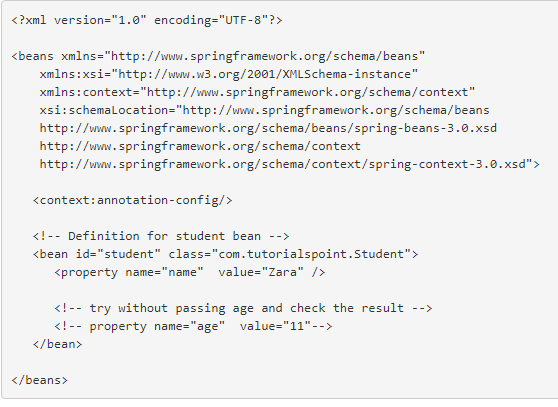 <?xml version="1.0" encoding="UTF-8"?>
<beans xmlns="http://www.springframework.org/schema/beans"
xmlns:xsi="http://www.w3.org/2001/XMLSchema-instance"
xmlns:context="http://www.springframework.org/schema/context"
xsi:schemaLocation="http://www.springframework.org/schema/beans
http://www.springframework.org/schema/beans/spring-beans-3.0.xsd
http://www.springframework.org/schema/context
http://www.springframework.org/schema/context/spring-context-3.0.xsd">
<context:annotation-config/>
<!-- Definition for student bean -->
<bean id="student" class="com.tutorialspoint.Student">
<property name="name"  value="Zara" />
<!-- try without passing age and check the result -->
<!-- property name="age"  value="11"-->
</bean>
</beans>